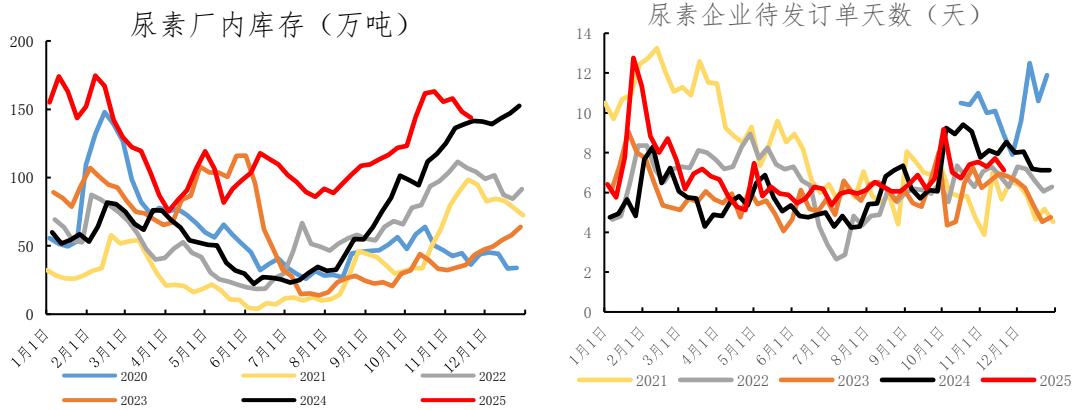 尿素厂内库存（万吨）
200
150
100
50
0
1月1日
2月1日
3月1日
4月1日
5月1日
6月1日
7月1日
8月1日
9月1日
10月1日
11月1日
12月1日
2020
2021
2022
2023
2024
2025
尿素企业待发订单天数（天）
14
12
10
8
6
4
2
0
1月1日
2月1日
3月1日
4月1日
5月1日
6月1日
7月1日
8月1日
9月1日
10月1日
11月1日
12月1日
2021
2022
2023
2024
2025